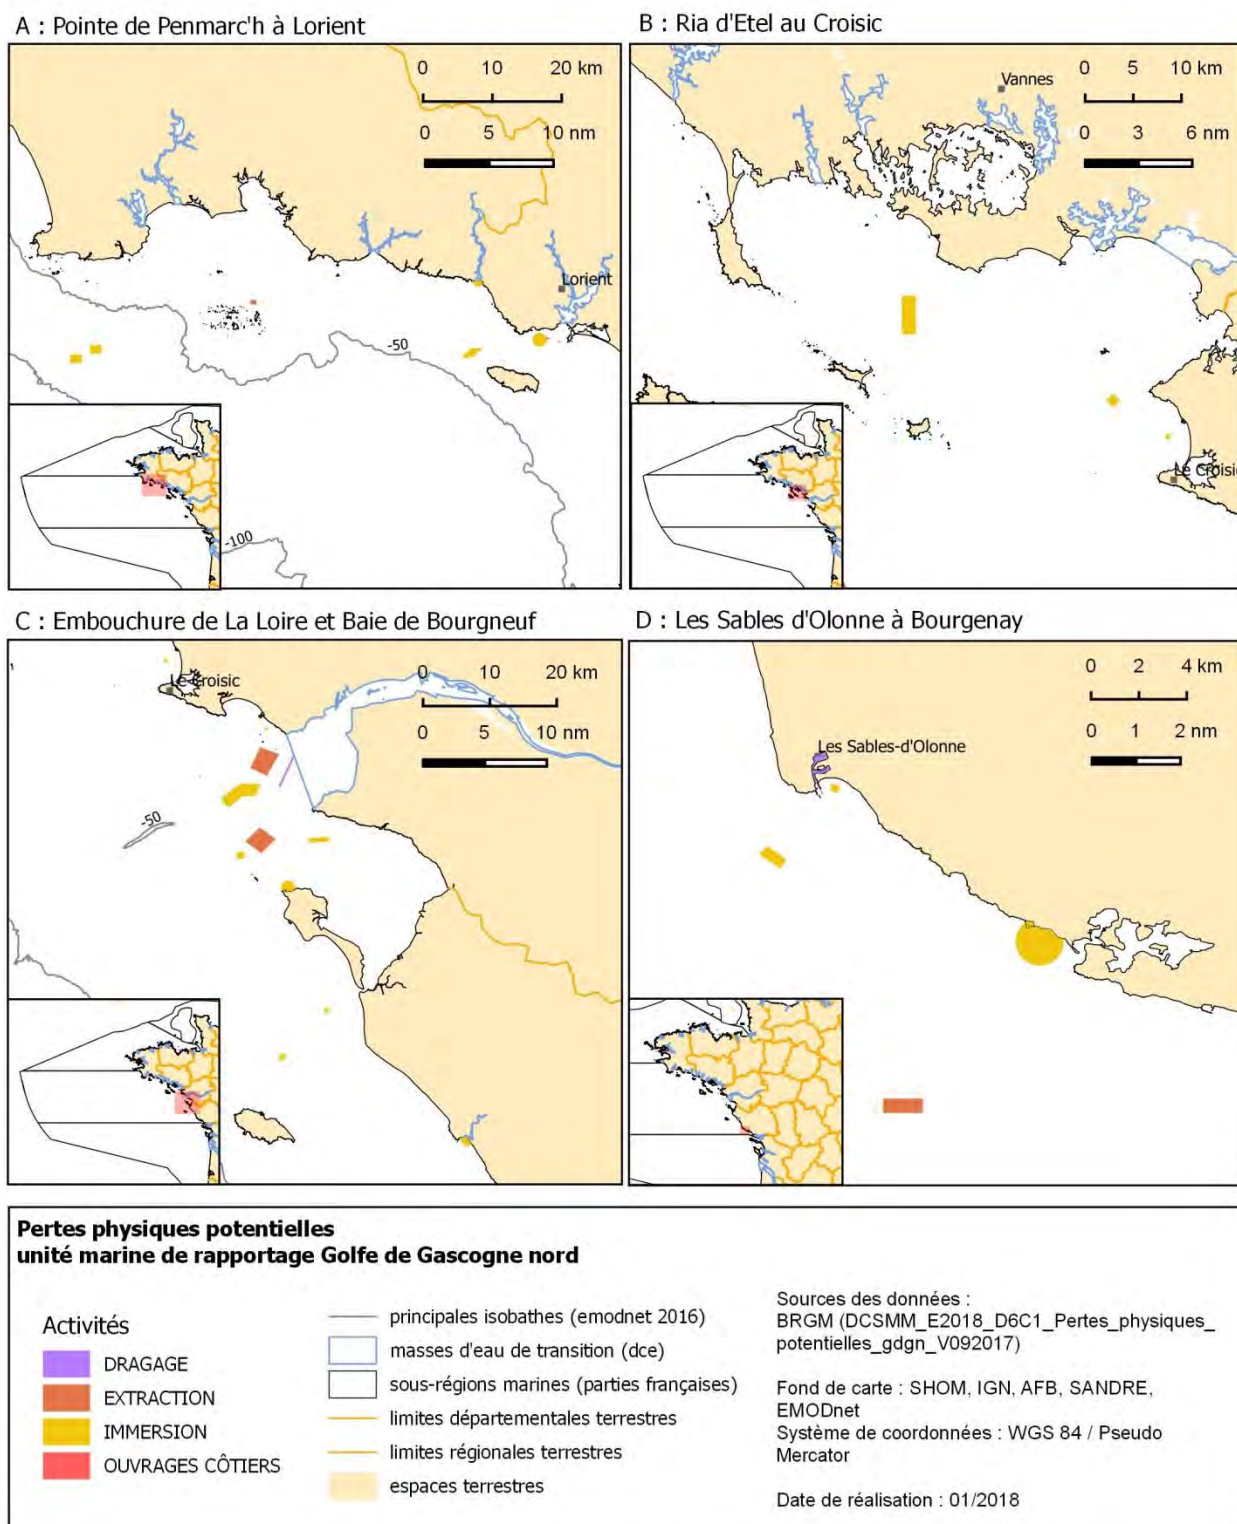 A : Pointe de Penmarc'h à Lorient
0 10 20 km
0 5 10 nm
Lorient
-50
-100
B : Ria d'Etel au Croisic
Vannes
0 5 10 km
0 3 6 nm
Le Croisic
C : Embouchure de La Loire et Baie de Bourgneuf
Le Croisic
0 10 20 km
0 5 10 nm
-50
D : Les Sables d'Olonne à Bourgenay
0 2 4 km
0 1 2 nm
Les Sables-d'Olonne
Pertes physiques potentielles
unité marine de rapportage Golfe de Gascogne nord
Activités
DRAGAGE
EXTRACTION
IMMERSION
OUVRAGES CÔTIERS
principales isobathes (emodnet 2016)
masses d'eau de transition (dce)
sous-régions marines (parties françaises)
limites départementales terrestres
limites régionales terrestres
espaces terrestres
Sources des données :
BRGM (DCSMM_E2018_D6C1_Pertes_physiques_
potentielles_gdgn_V092017)
Fond de carte : SHOM, IGN, AFB, SANDRE,
EMODnet
Système de coordonnées : WGS 84 / Pseudo
Mercator
Date de réalisation : 01/2018